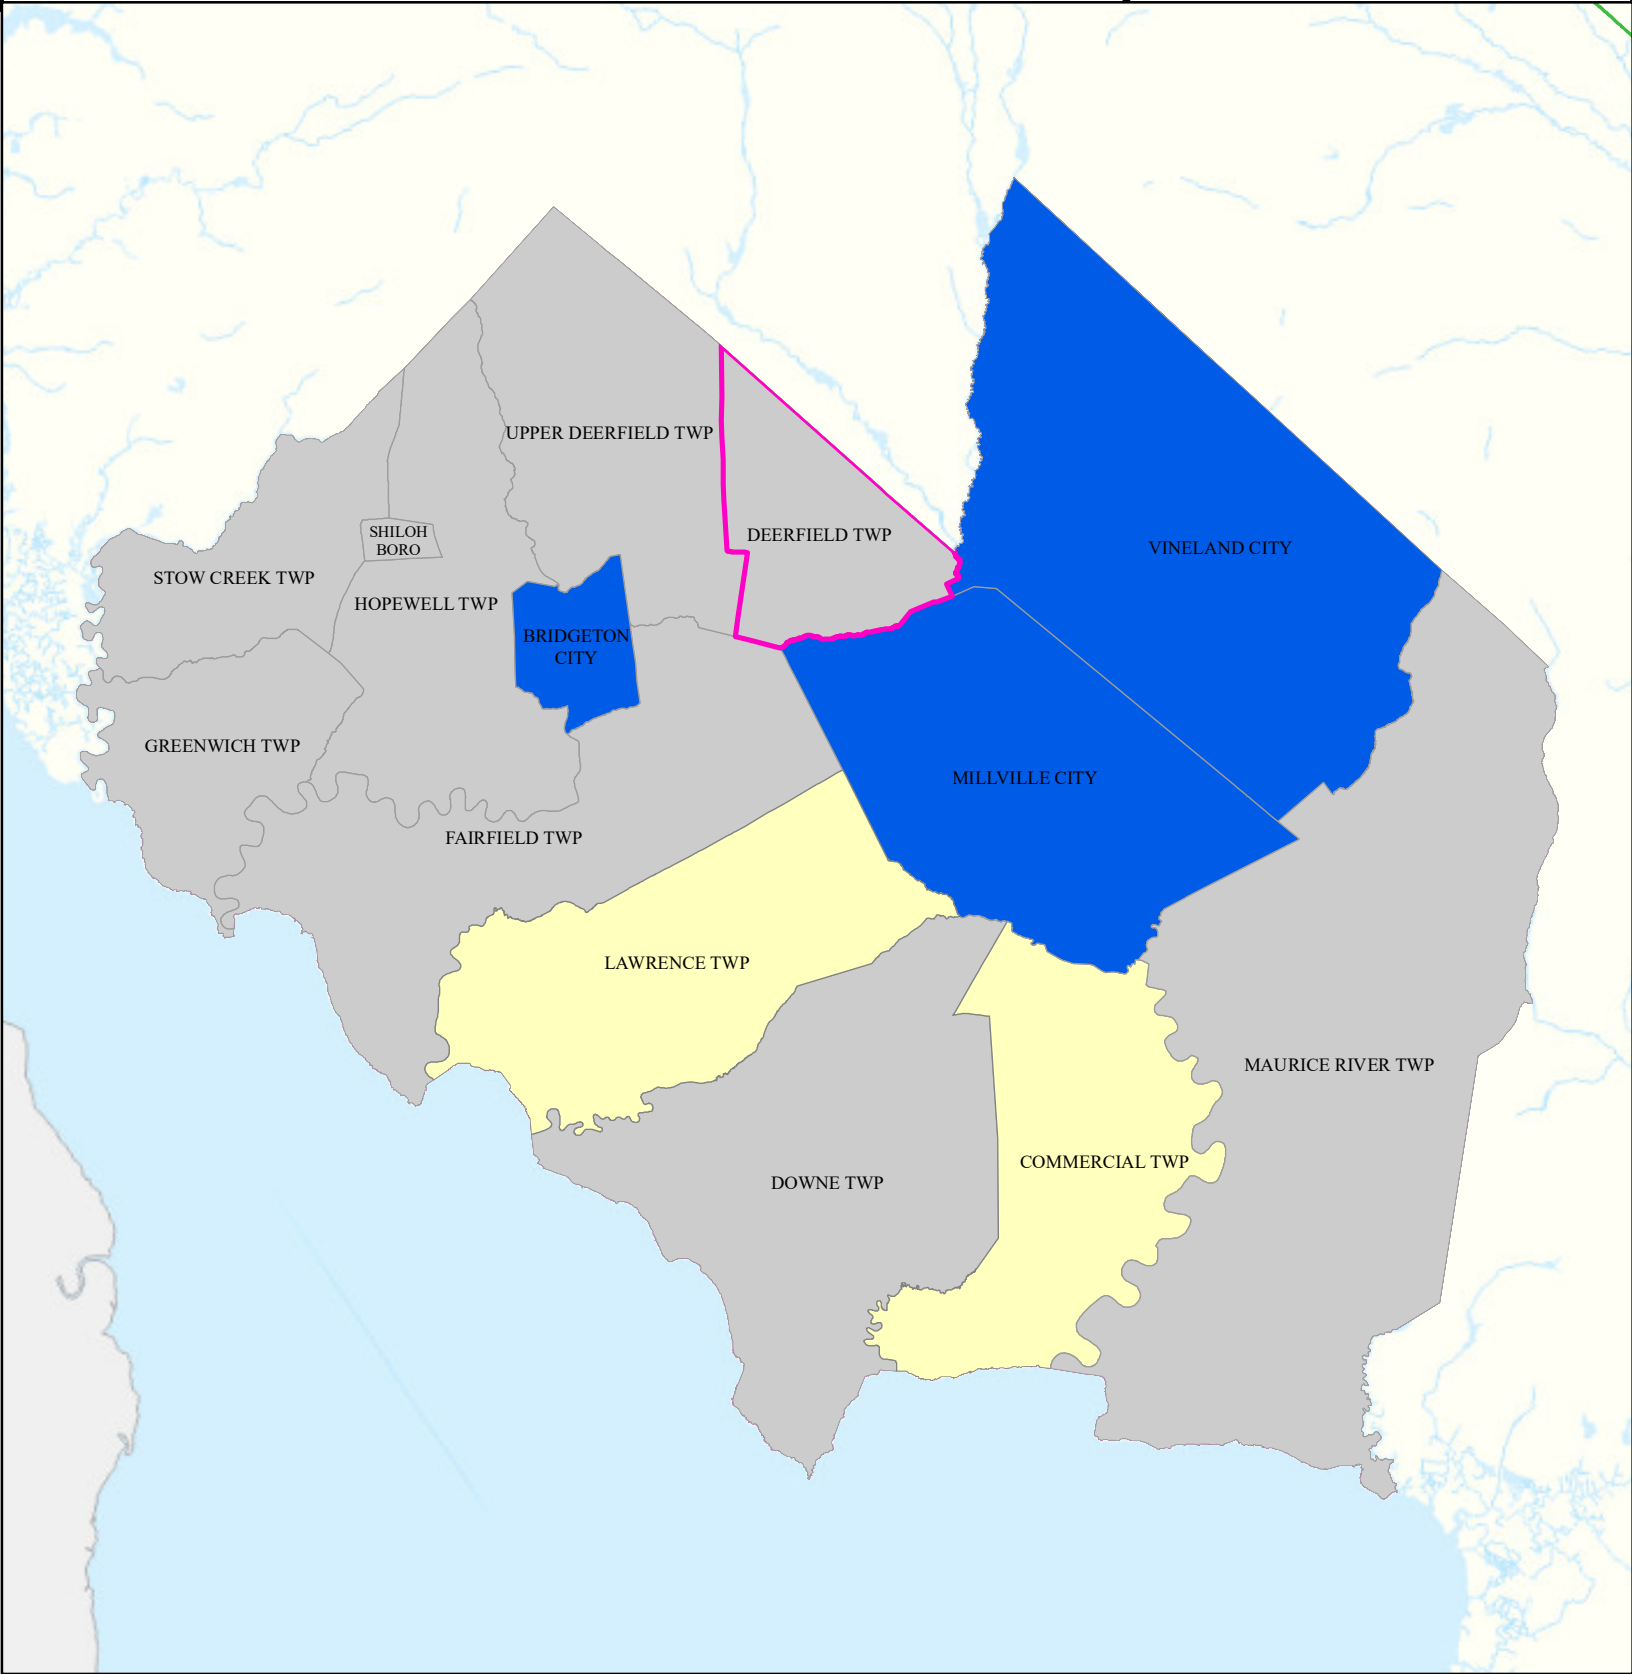 UPPER DEERFIELD TWP
DEERFIELD TWP
SHILOH
BORO
VINELAND CITY
STOW CREEK TWP
HOPEWELL TWP
BRIDGETON
CITY
GREENWICH TWP
MILLVILLE CITY
FAIRFIELD TWP
LAWRENCE TWP
MAURICE RIVER TWP
COMMERCIAL TWP
DOWNE TWP